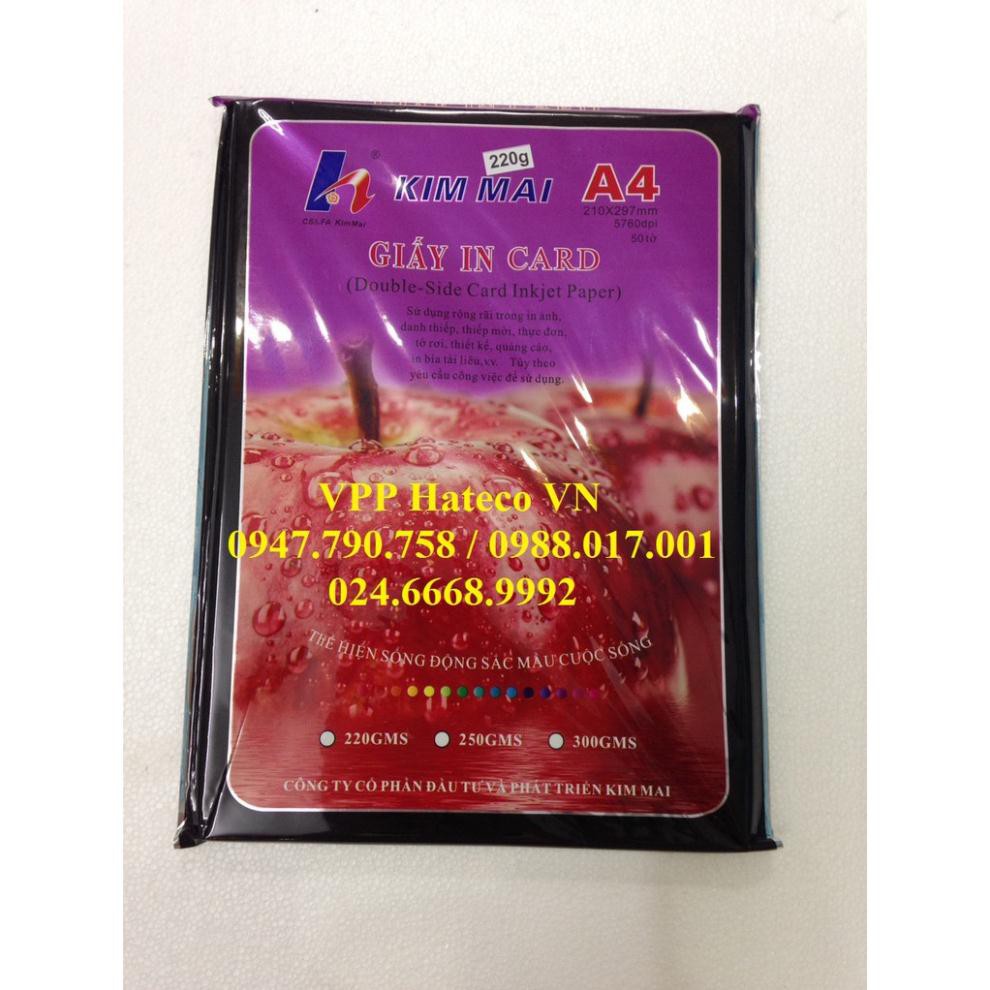 220g
®
KIM MAI
A4
CSI-FA KimMai
210X297mm
5760dpi
50 tờ
GIẤY IN CARD
(Double-Side Card Inkjet Paper)
Sử dụng rộng rãi trong in ảnh,
danh thiếp, thiếp mời, thực đơn,
tờ rơi, thiết kế, quảng cáo,
in bìa tài liệu,v.v. Tùy theo
yêu cầu công việc để sử dụng.
VPP Hateco VN
0947.790.758 / 0988.017.001
024.6668.9992
THỂ HIỆN SỐNG ĐỘNG SẮC MÀU CUỘC SỐNG
220GMS 250GMS 300GMS
CÔNG TY CỔ PHẦN ĐẦU TƯ VÀ PHÁT TRIỂN KIM MAI